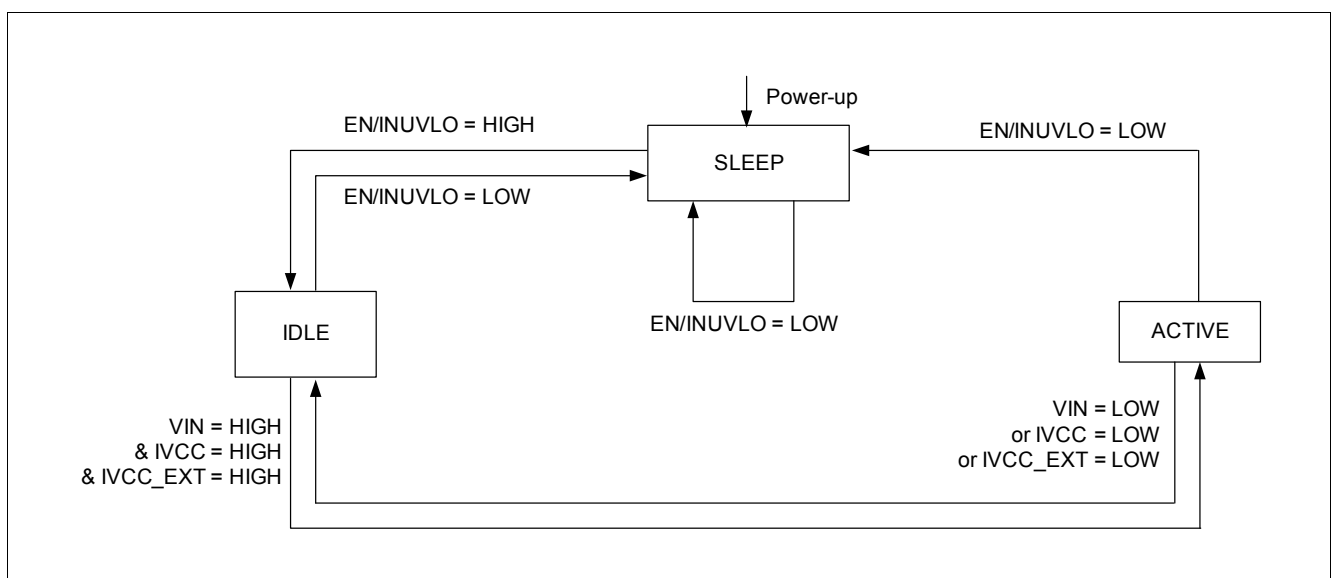 Power-up
EN/INUVLO = HIGH
EN/INUVLO = LOW
SLEEP
EN/INUVLO = LOW
EN/INUVLO = LOW
IDLE
ACTIVE
VIN = HIGH
& IVCC = HIGH
& IVCC_EXT = HIGH
VIN = LOW
or IVCC = LOW
or IVCC_EXT = LOW